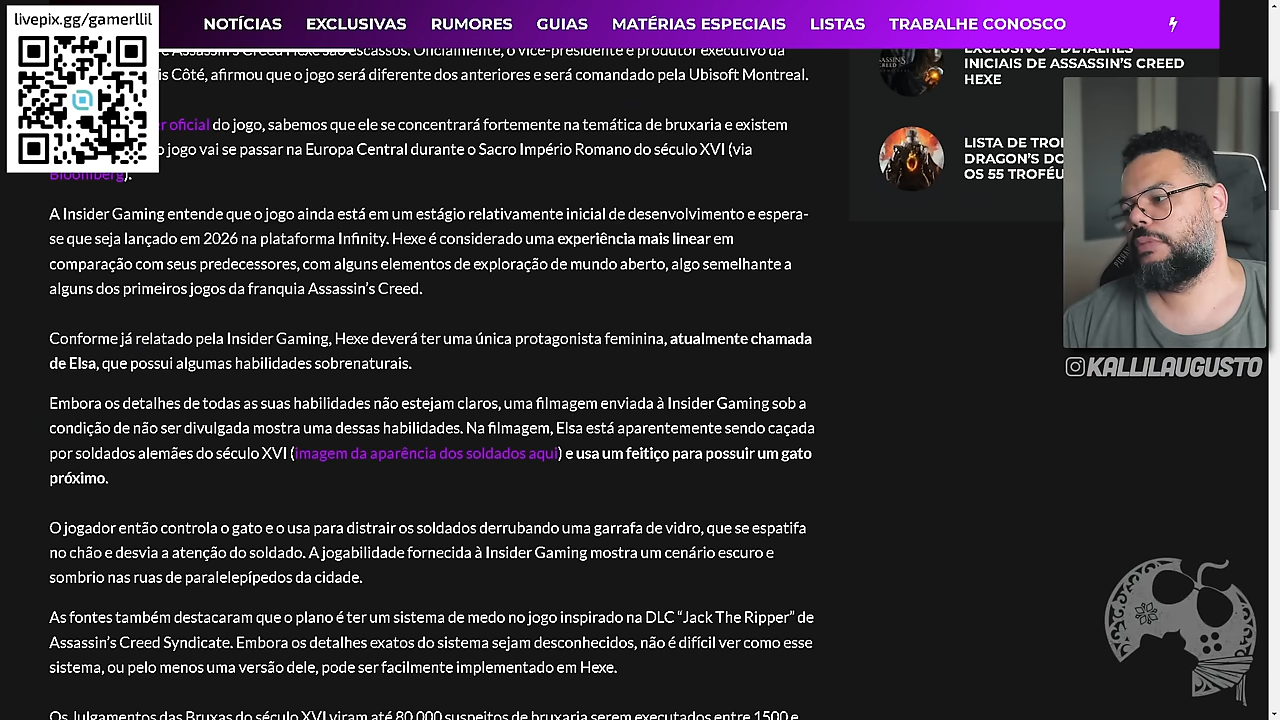 livepix.gg/gamerllil
NOTÍCIAS EXCLUSIVAS RUMORES GUIAS MATÉRIAS ESPECIAIS LISTAS TRABALHE CONOSCO
e Assassin's Creed Hexe são escassos. Oficialmente, o vice-presidente e produtor executivo da
Côté, afirmou que o jogo será diferente dos anteriores e será comandado pela Ubisoft Montreal.
oficial do jogo, sabemos que ele se concentrará fortemente na temática de bruxaria e existem
o jogo vai se passar na Europa Central durante o Sacro Império Romano do século XVI (via
Bloomberg).
A Insider Gaming entende que o jogo ainda está em um estágio relativamente inicial de desenvolvimento e espera-
se que seja lançado em 2026 na plataforma Infinity. Hexe é considerado uma experiência mais linear em
comparação com seus predecessores, com alguns elementos de exploração de mundo aberto, algo semelhante a
alguns dos primeiros jogos da franquia Assassin's Creed.
Conforme já relatado pela Insider Gaming, Hexe deverá ter uma única protagonista feminina, atualmente chamada
de Elsa, que possui algumas habilidades sobrenaturais.
Embora os detalhes de todas as suas habilidades não estejam claros, uma filmagem enviada à Insider Gaming sob a
condição de não ser divulgada mostra uma dessas habilidades. Na filmagem, Elsa está aparentemente sendo caçada
por soldados alemães do século XVI (imagem da aparência dos soldados aqui) e usa um feitiço para possuir um gato
próximo.
O jogador então controla o gato e o usa para distrair os soldados derrubando uma garrafa de vidro, que se espatifa
no chão e desvia a atenção do soldado. A jogabilidade fornecida à Insider Gaming mostra um cenário escuro e
sombrio nas ruas de paralelepípedos da cidade.
As fontes também destacaram que o plano é ter um sistema de medo no jogo inspirado na DLC “Jack The Ripper” de
Assassin's Creed Syndicate. Embora os detalhes exatos do sistema sejam desconhecidos, não é difícil ver como esse
sistema, ou pelo menos uma versão dele, pode ser facilmente implementado em Hexe.
Os Julgamentos das Bruxas do século XVI viram até 80.000 suspeitos de bruxaria serem executados entre 1500 e
EXCLUSIVO – DETALHES
INICIAIS DE ASSASSIN'S CREED
HEXE
LISTA DE
DRAGON'S
OS 55
KALLILAUGUSTO